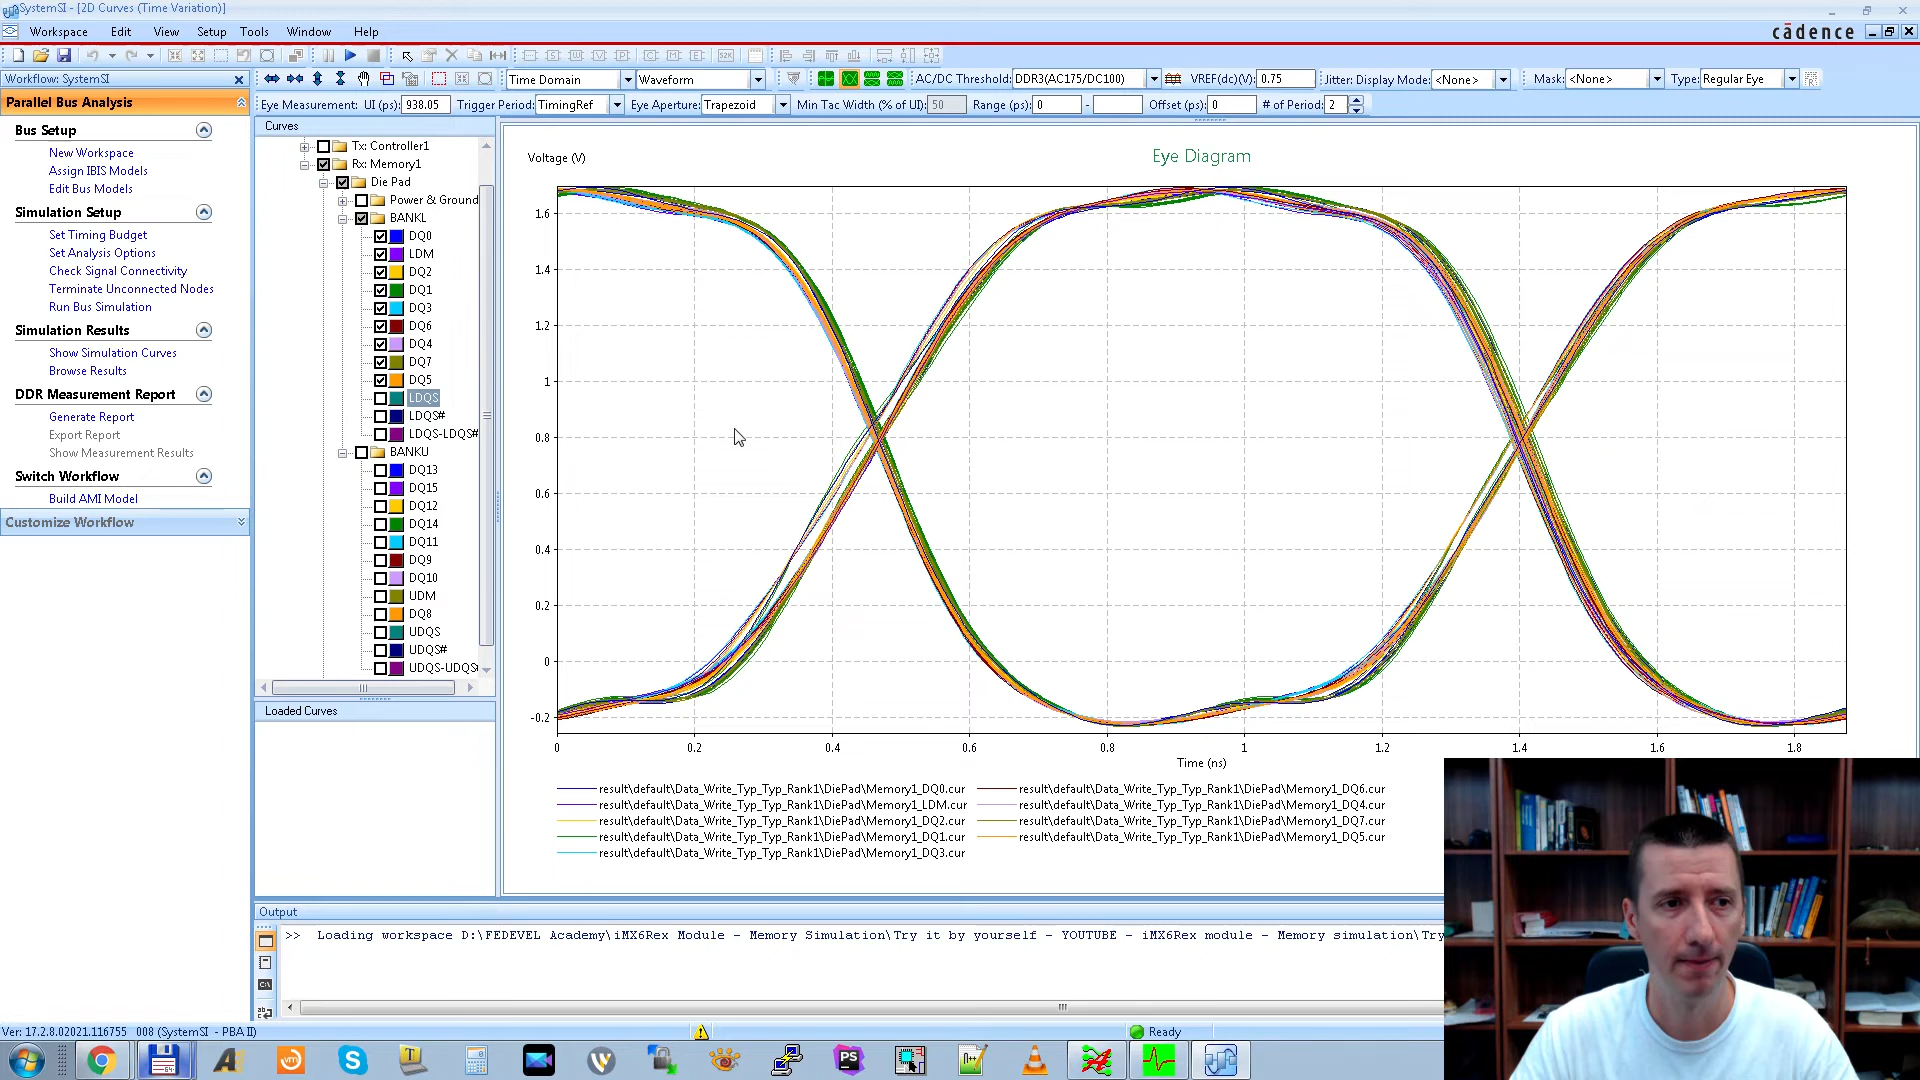 SystemSI - [2D Curves (Time Variation)]
Workspace Edit View Setup Tools Window Help
cādence
Workflow: SystemSI
Time Domain
Waveform
AC/DC Threshold: DDR3(AC175/DC100)
VREF(dc)(V): 0.75
Jitter: Display Mode: <None>
Mask: <None>
Type: Regular Eye
Eye Measurement: UI (ps): 938.05
Trigger Period: TimingRef
Eye Aperture: Trapezoid
Min Tac Width (% of UI): 50
Range (ps): 0 -
Offset (ps): 0
# of Period: 2
Parallel Bus Analysis
Bus Setup
New Workspace
Assign IBIS Models
Edit Bus Models
Simulation Setup
Set Timing Budget
Set Analysis Options
Check Signal Connectivity
Terminate Unconnected Nodes
Run Bus Simulation
Simulation Results
Show Simulation Curves
Browse Results
DDR Measurement Report
Generate Report
Export Report
Show Measurement Results
Switch Workflow
Build AMI Model
Customize Workflow
Curves
Tx: Controller1
Rx: Memory1
Die Pad
Power & Ground
BANKL
DQ0
LDM
DQ2
DQ1
DQ3
DQ6
DQ4
DQ7
DQ5
LDQS
LDQS#
LDQS-LDQS#
BANKU
DQ13
DQ15
DQ12
DQ14
DQ11
DQ9
DQ10
UDM
DQ8
UDQS
UDQS#
UDQS-UDQS
Loaded Curves
Voltage (V)
Eye Diagram
1.6
1.4
1.2
1
0.8
0.6
0.4
0.2
0
-0.2
0 0.2 0.4 0.6 0.8 1 1.2 1.4 1.6 1.8
Time (ns)
result\default\Data_Write_Typ_Typ_Rank1\DiePad\Memory1_DQ0.cur
result\default\Data_Write_Typ_Typ_Rank1\DiePad\Memory1_DQ6.cur
result\default\Data_Write_Typ_Typ_Rank1\DiePad\Memory1_LDM.cur
result\default\Data_Write_Typ_Typ_Rank1\DiePad\Memory1_DQ4.cur
result\default\Data_Write_Typ_Typ_Rank1\DiePad\Memory1_DQ2.cur
result\default\Data_Write_Typ_Typ_Rank1\DiePad\Memory1_DQ7.cur
result\default\Data_Write_Typ_Typ_Rank1\DiePad\Memory1_DQ1.cur
result\default\Data_Write_Typ_Typ_Rank1\DiePad\Memory1_DQ5.cur
result\default\Data_Write_Typ_Typ_Rank1\DiePad\Memory1_DQ3.cur
Output
>> Loading workspace D:\FEDEVEL Academy\iMX6Rex Module - Memory Simulation\Try it by yourself - YOUTUBE - iMX6Rex module - Memory simulation\Try
Ver: 17.2.8.02021.116755 008 (SystemSI - PBA II)
Ready